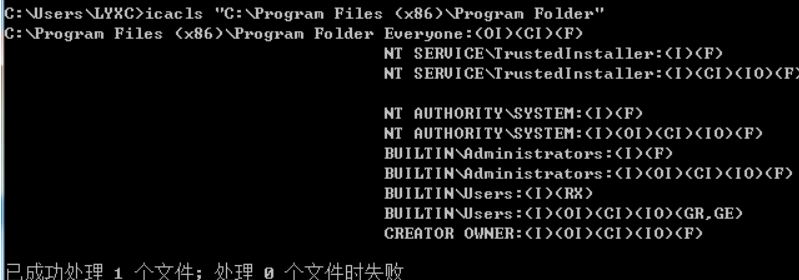 C:\Users\LYXC>icacls "C:\Program Files (x86)\Program Folder"
C:\Program Files (x86)\Program Folder Everyone:(OI)(CI)(F)
NT SERVICE\TrustedInstaller:(I)(F)
NT SERVICE\TrustedInstaller:(I)(CI)(IO)(F
NT AUTHORITY\SYSTEM:(I)(F)
NT AUTHORITY\SYSTEM:(I)(OI)(CI)(IO)(F)
BUILTIN\Administrators:(I)(F)
BUILTIN\Administrators:(I)(OI)(CI)(IO)(F)
BUILTIN\Users:(I)(RX)
BUILTIN\Users:(I)(OI)(CI)(IO)(GR,GE)
CREATOR OWNER:(I)(OI)(CI)(IO)(F)
已成功处理 1 个文件; 处理 0 个文件时失败